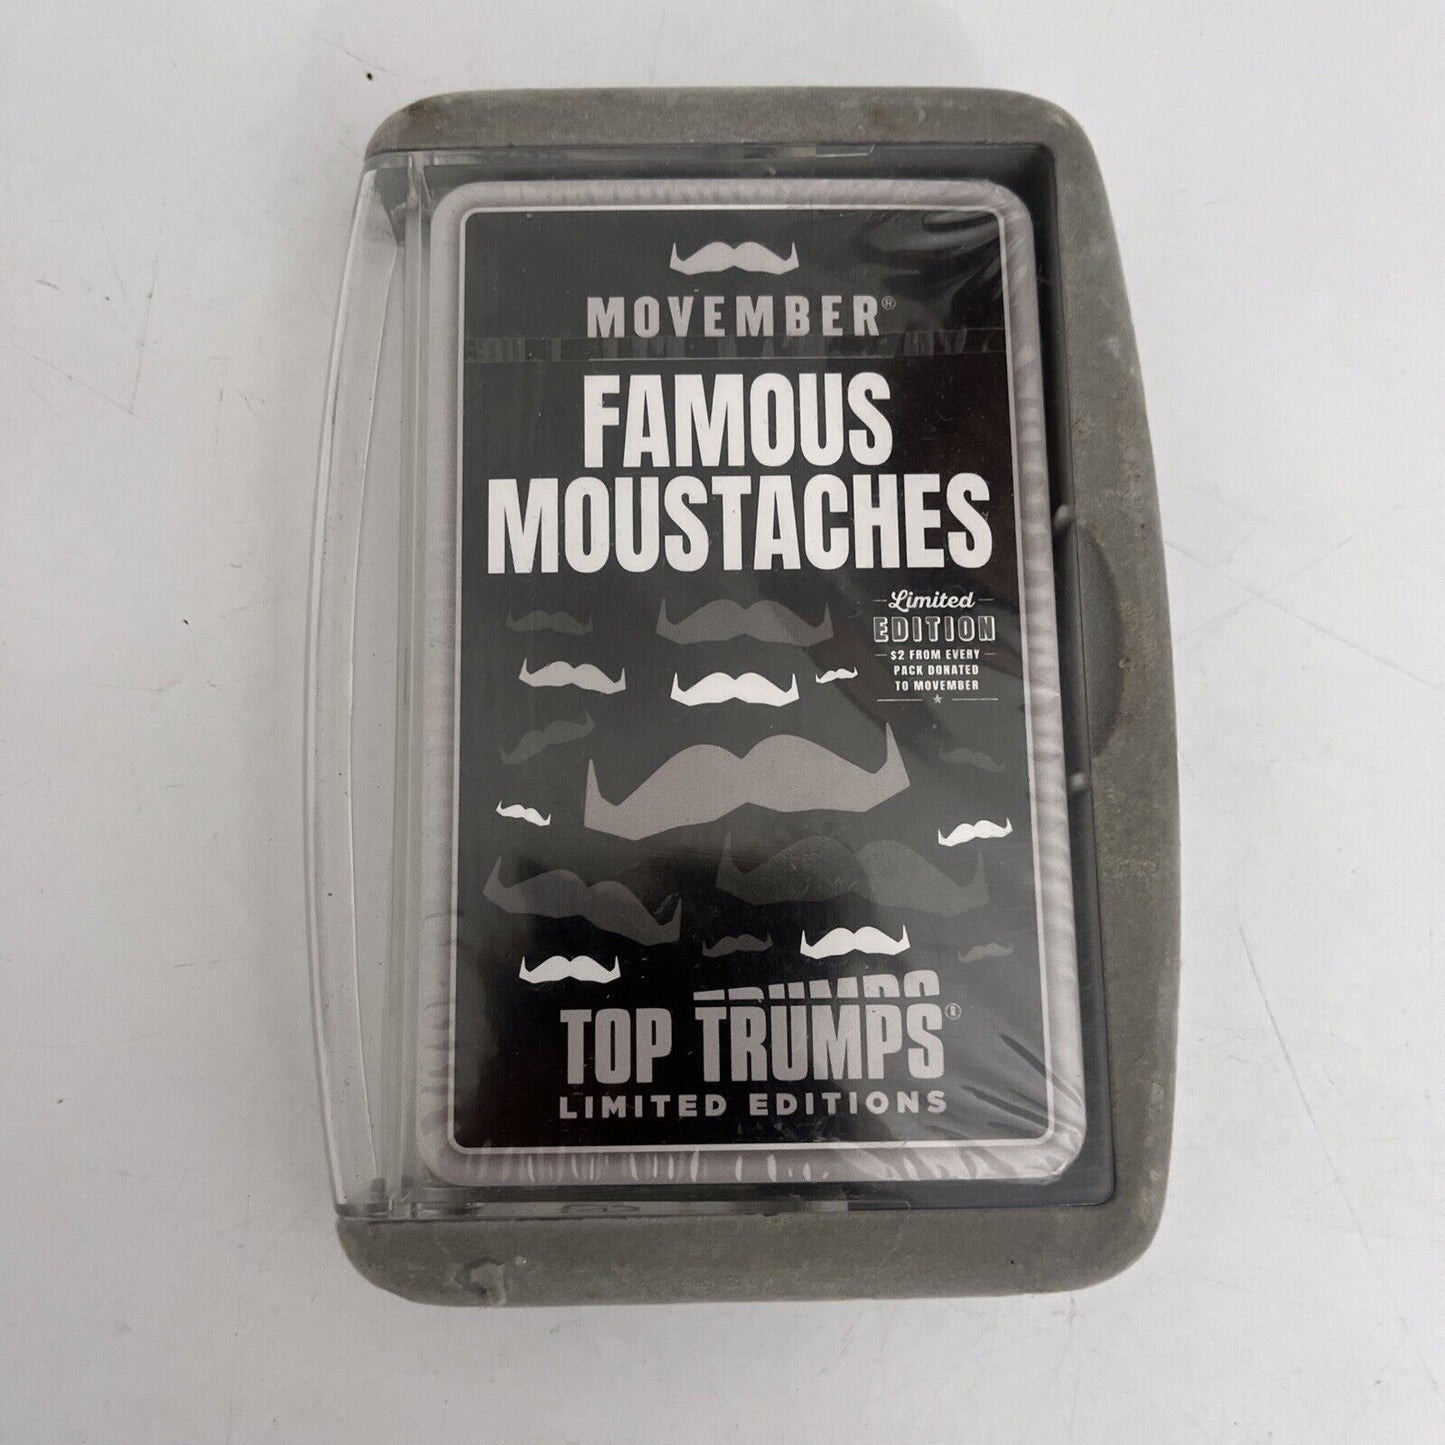 MOVEMBER®
FAMOUS
MOUSTACHES
Limited
EDITION
$2 FROM EVERY
PACK DONATED
TO MOVEMBER
TOP TRUMPS®
LIMITED EDITIONS